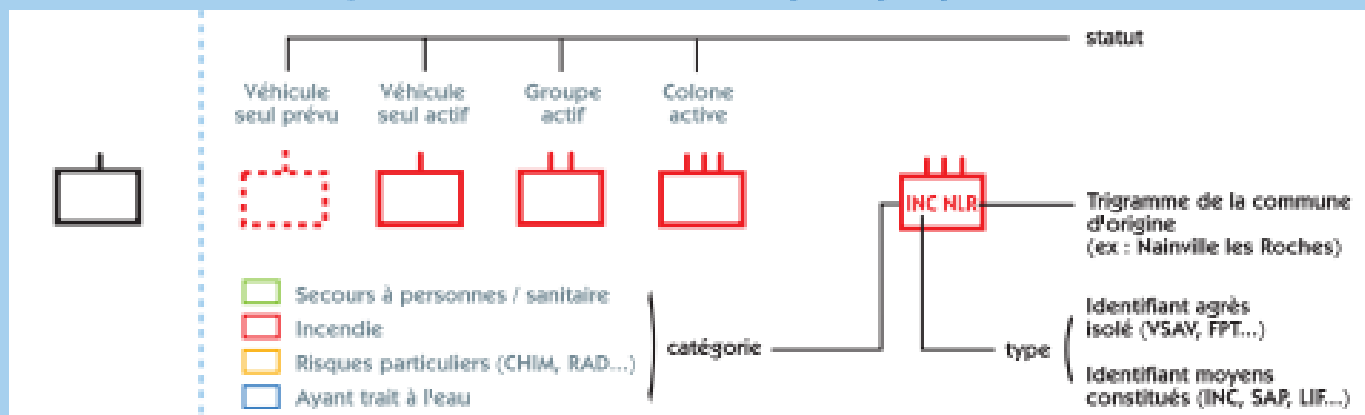 statut
Véhicule
seul prévu
Véhicule
seul actif
Groupe
actif
Colone
active
INC NLR
Trigramme de la commune
d'origine
(ex : Nainville les Roches)
Secours à personnes / sanitaire
Incendie
Risques particuliers (CHIM, RAD...)
Ayant trait à l'eau
catégorie
type
Identifiant agrès
isolé (VSAV, FPT...)
Identifiant moyens
constitués (INC, SAP, LIF...)